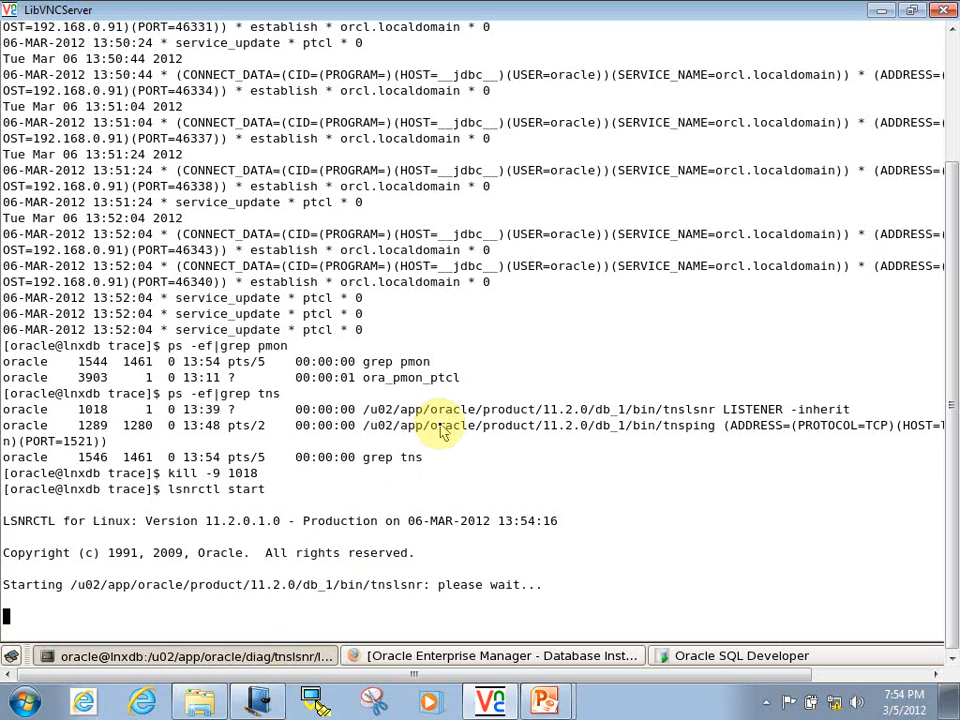 LibVNCServer
OST=192.168.0.91)(PORT=46331)) * establish * orcl.localdomain * 0
06-MAR-2012 13:50:24 * service_update * ptcl * 0
Tue Mar 06 13:50:44 2012
06-MAR-2012 13:50:44 * (CONNECT_DATA=(CID=(PROGRAM=)(HOST=__jdbc__)(USER=oracle))(SERVICE_NAME=orcl.localdomain)) * (ADDRESS=(
OST=192.168.0.91)(PORT=46334)) * establish * orcl.localdomain * 0
Tue Mar 06 13:51:04 2012
06-MAR-2012 13:51:04 * (CONNECT_DATA=(CID=(PROGRAM=)(HOST=__jdbc__)(USER=oracle))(SERVICE_NAME=orcl.localdomain)) * (ADDRESS=(
OST=192.168.0.91)(PORT=46337)) * establish * orcl.localdomain * 0
Tue Mar 06 13:51:24 2012
06-MAR-2012 13:51:24 * (CONNECT_DATA=(CID=(PROGRAM=)(HOST=__jdbc__)(USER=oracle))(SERVICE_NAME=orcl.localdomain)) * (ADDRESS=(
OST=192.168.0.91)(PORT=46338)) * establish * orcl.localdomain * 0
06-MAR-2012 13:51:24 * service_update * ptcl * 0
Tue Mar 06 13:52:04 2012
06-MAR-2012 13:52:04 * (CONNECT_DATA=(CID=(PROGRAM=)(HOST=__jdbc__)(USER=oracle))(SERVICE_NAME=orcl.localdomain)) * (ADDRESS=(
OST=192.168.0.91)(PORT=46343)) * establish * orcl.localdomain * 0
06-MAR-2012 13:52:04 * (CONNECT_DATA=(CID=(PROGRAM=)(HOST=__jdbc__)(USER=oracle))(SERVICE_NAME=orcl.localdomain)) * (ADDRESS=(
OST=192.168.0.91)(PORT=46340)) * establish * orcl.localdomain * 0
06-MAR-2012 13:52:04 * service_update * ptcl * 0
06-MAR-2012 13:52:04 * service_update * ptcl * 0
06-MAR-2012 13:52:04 * service_update * ptcl * 0
[oracle@lnxdb trace]$ ps -ef|grep pmon
oracle    1544  1461  0 13:54 pts/5    00:00:00 grep pmon
oracle    3903     1  0 13:11 ?        00:00:01 ora_pmon_ptcl
[oracle@lnxdb trace]$ ps -ef|grep tns
oracle    1018     1  0 13:39 ?        00:00:00 /u02/app/oracle/product/11.2.0/db_1/bin/tnslsnr LISTENER -inherit
oracle    1289  1280  0 13:48 pts/2    00:00:00 /u02/app/oracle/product/11.2.0/db_1/bin/tnsping (ADDRESS=(PROTOCOL=TCP)(HOST=l
n)(PORT=1521))
oracle    1546  1461  0 13:54 pts/5    00:00:00 grep tns
[oracle@lnxdb trace]$ kill -9 1018
[oracle@lnxdb trace]$ lsnrctl start
LSNRCTL for Linux: Version 11.2.0.1.0 - Production on 06-MAR-2012 13:54:16
Copyright (c) 1991, 2009, Oracle.  All rights reserved.
Starting /u02/app/oracle/product/11.2.0/db_1/bin/tnslsnr: please wait...
oracle@lnxdb:/u02/app/oracle/diag/tnslsnr/l... [Oracle Enterprise Manager - Database Inst... Oracle SQL Developer
7:54 PM
3/5/2012